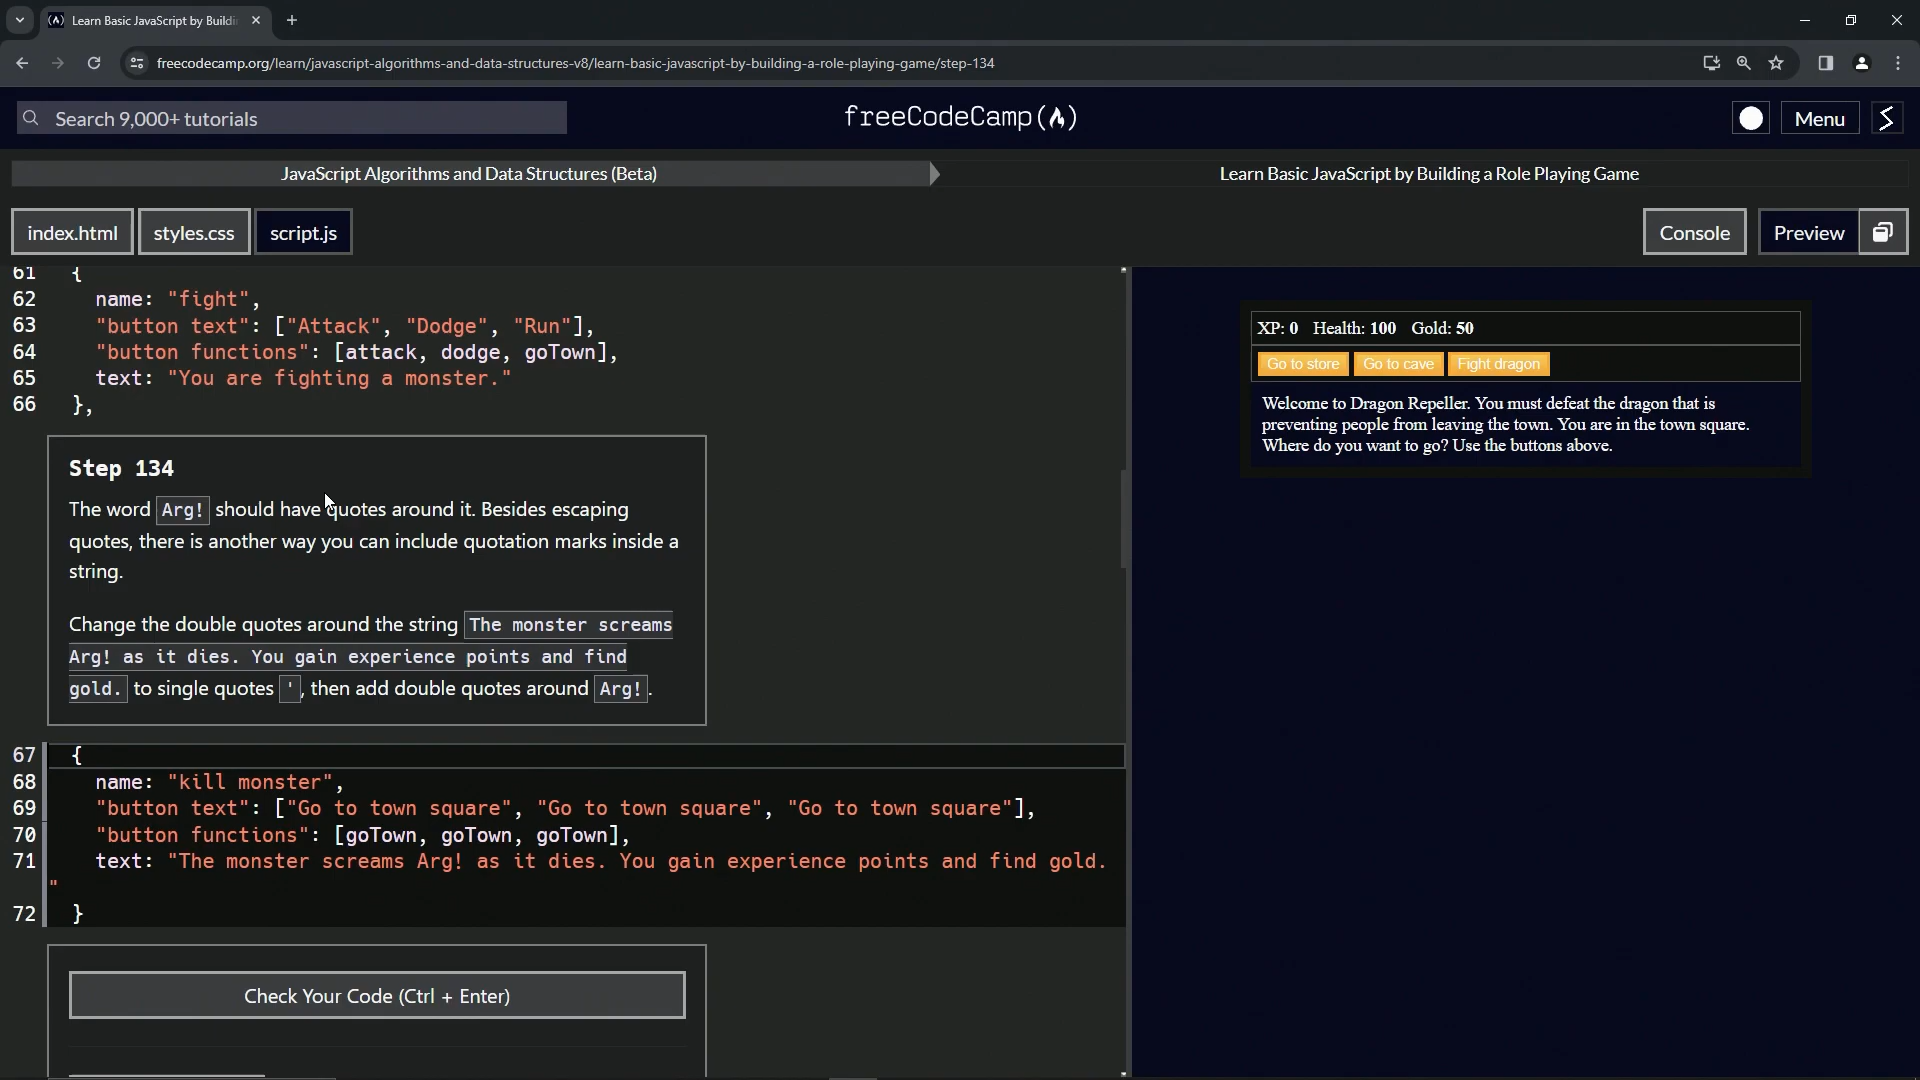 Learn Basic JavaScript by Buildi
freecodecamp.org/learn/javascript-algorithms-and-data-structures-v8/learn-basic-javascript-by-building-a-role-playing-game/step-134
Search 9,000+ tutorials
freeCodeCamp(🔥)
Menu
JavaScript Algorithms and Data Structures (Beta)
Learn Basic JavaScript by Building a Role Playing Game
index.html
styles.css
script.js
Console
Preview
61 {
62 name: "fight",
63 "button text": ["Attack", "Dodge", "Run"],
64 "button functions": [attack, dodge, goTown],
65 text: "You are fighting a monster."
66 },
Step 134
The word Arg! should have quotes around it. Besides escaping
quotes, there is another way you can include quotation marks inside a
string.
Change the double quotes around the string The monster screams
Arg! as it dies. You gain experience points and find
gold. to single quotes ', then add double quotes around Arg!.
67 {
68 name: "kill monster",
69 "button text": ["Go to town square", "Go to town square", "Go to town square"],
70 "button functions": [goTown, goTown, goTown],
71 text: "The monster screams Arg! as it dies. You gain experience points and find gold.
"
72 }
Check Your Code (Ctrl + Enter)
XP: 0 Health: 100 Gold: 50
Go to store
Go to cave
Fight dragon
Welcome to Dragon Repeller. You must defeat the dragon that is
preventing people from leaving the town. You are in the town square.
Where do you want to go? Use the buttons above.